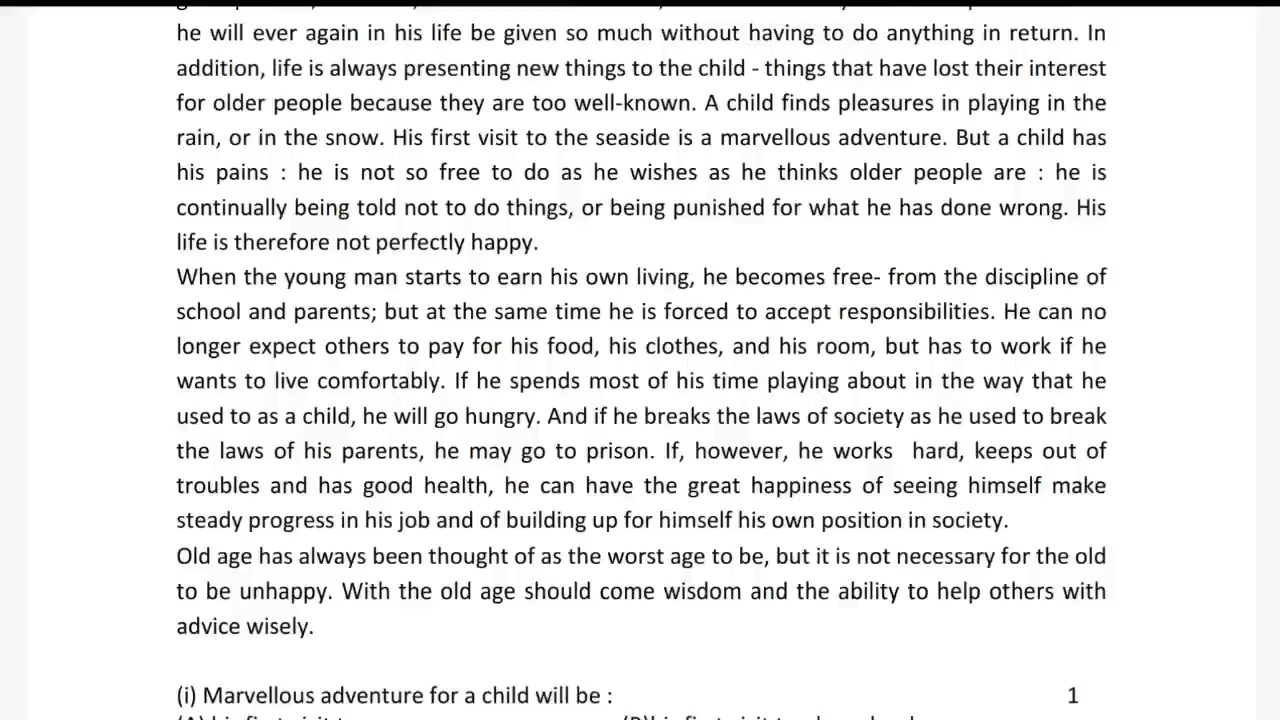 he will ever again in his life be given so much without having to do anything in return. In
addition, life is always presenting new things to the child - things that have lost their interest
for older people because they are too well-known. A child finds pleasures in playing in the
rain, or in the snow. His first visit to the seaside is a marvellous adventure. But a child has
his pains : he is not so free to do as he wishes as he thinks older people are : he is
continually being told not to do things, or being punished for what he has done wrong. His
life is therefore not perfectly happy.
When the young man starts to earn his own living, he becomes free- from the discipline of
school and parents; but at the same time he is forced to accept responsibilities. He can no
longer expect others to pay for his food, his clothes, and his room, but has to work if he
wants to live comfortably. If he spends most of his time playing about in the way that he
used to as a child, he will go hungry. And if he breaks the laws of society as he used to break
the laws of his parents, he may go to prison. If, however, he works hard, keeps out of
troubles and has good health, he can have the great happiness of seeing himself make
steady progress in his job and of building up for himself his own position in society.
Old age has always been thought of as the worst age to be, but it is not necessary for the old
to be unhappy. With the old age should come wisdom and the ability to help others with
advice wisely.
(i) Marvellous adventure for a child will be : 1